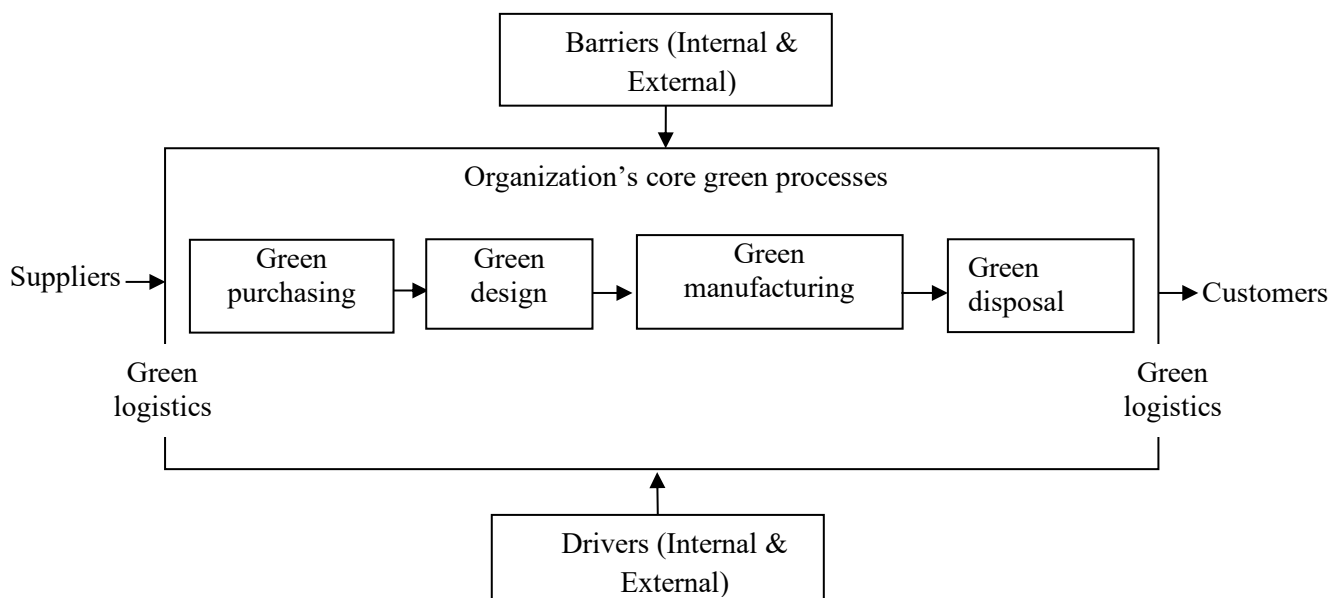 Barriers (Internal &
External)
Organization’s core green processes
Suppliers
Green
purchasing
Green
design
Green
manufacturing
Green
disposal
Customers
Green
logistics
Green
logistics
Drivers (Internal &
External)